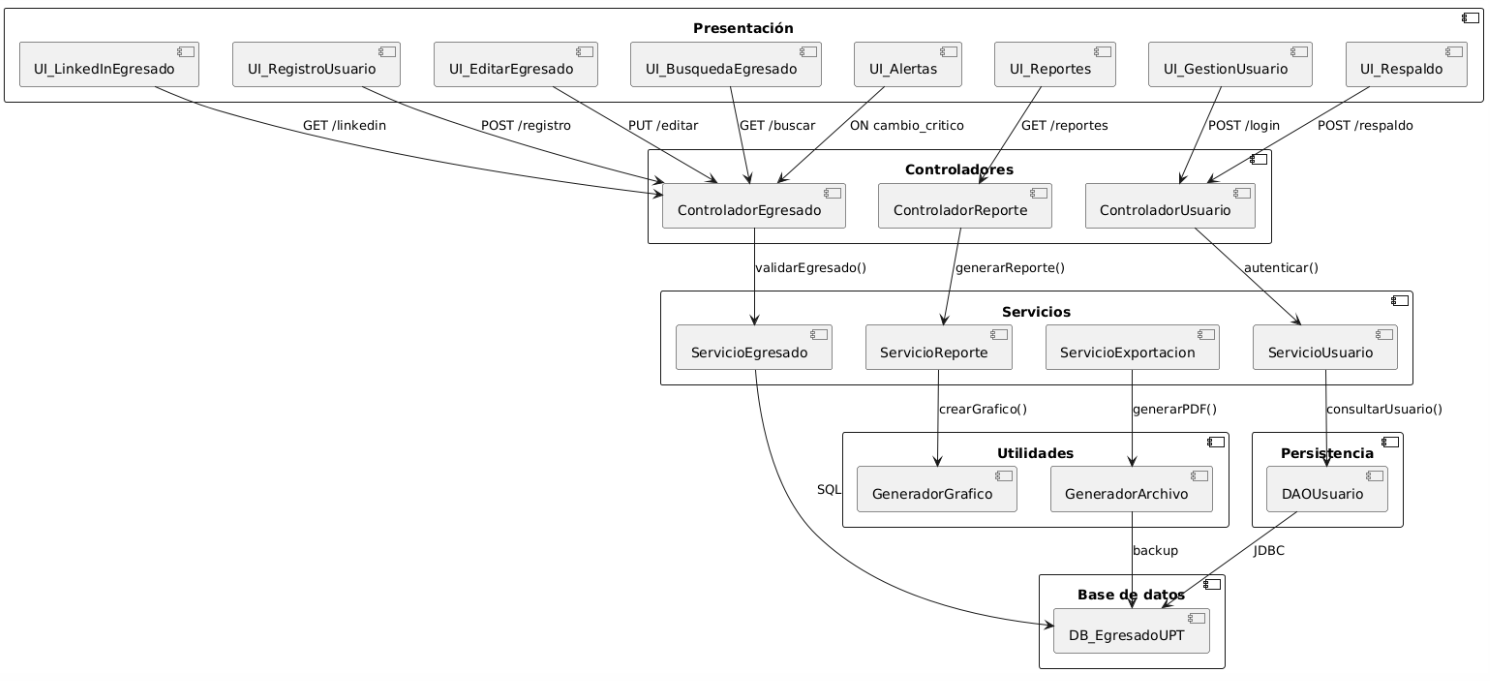 Presentación
UI_LinkedInEgresado
UI_RegistroUsuario
UI_EditarEgresado
UI_BusquedaEgresado
UI_Alertas
UI_Reportes
UI_GestionUsuario
UI_Respaldo
GET /linkedin
POST /registro
PUT /editar
GET /buscar
ON cambio_critico
GET /reportes
POST /login
POST /respaldo
Controladores
ControladorEgresado
ControladorReporte
ControladorUsuario
validarEgresado()
generarReporte()
autenticar()
Servicios
ServicioEgresado
ServicioReporte
ServicioExportacion
ServicioUsuario
crearGrafico()
generarPDF()
consultarUsuario()
Utilidades
Persistencia
GeneradorGrafico
GeneradorArchivo
DAOUsuario
SQL
backup
JDBC
Base de datos
DB_EgresadoUPT